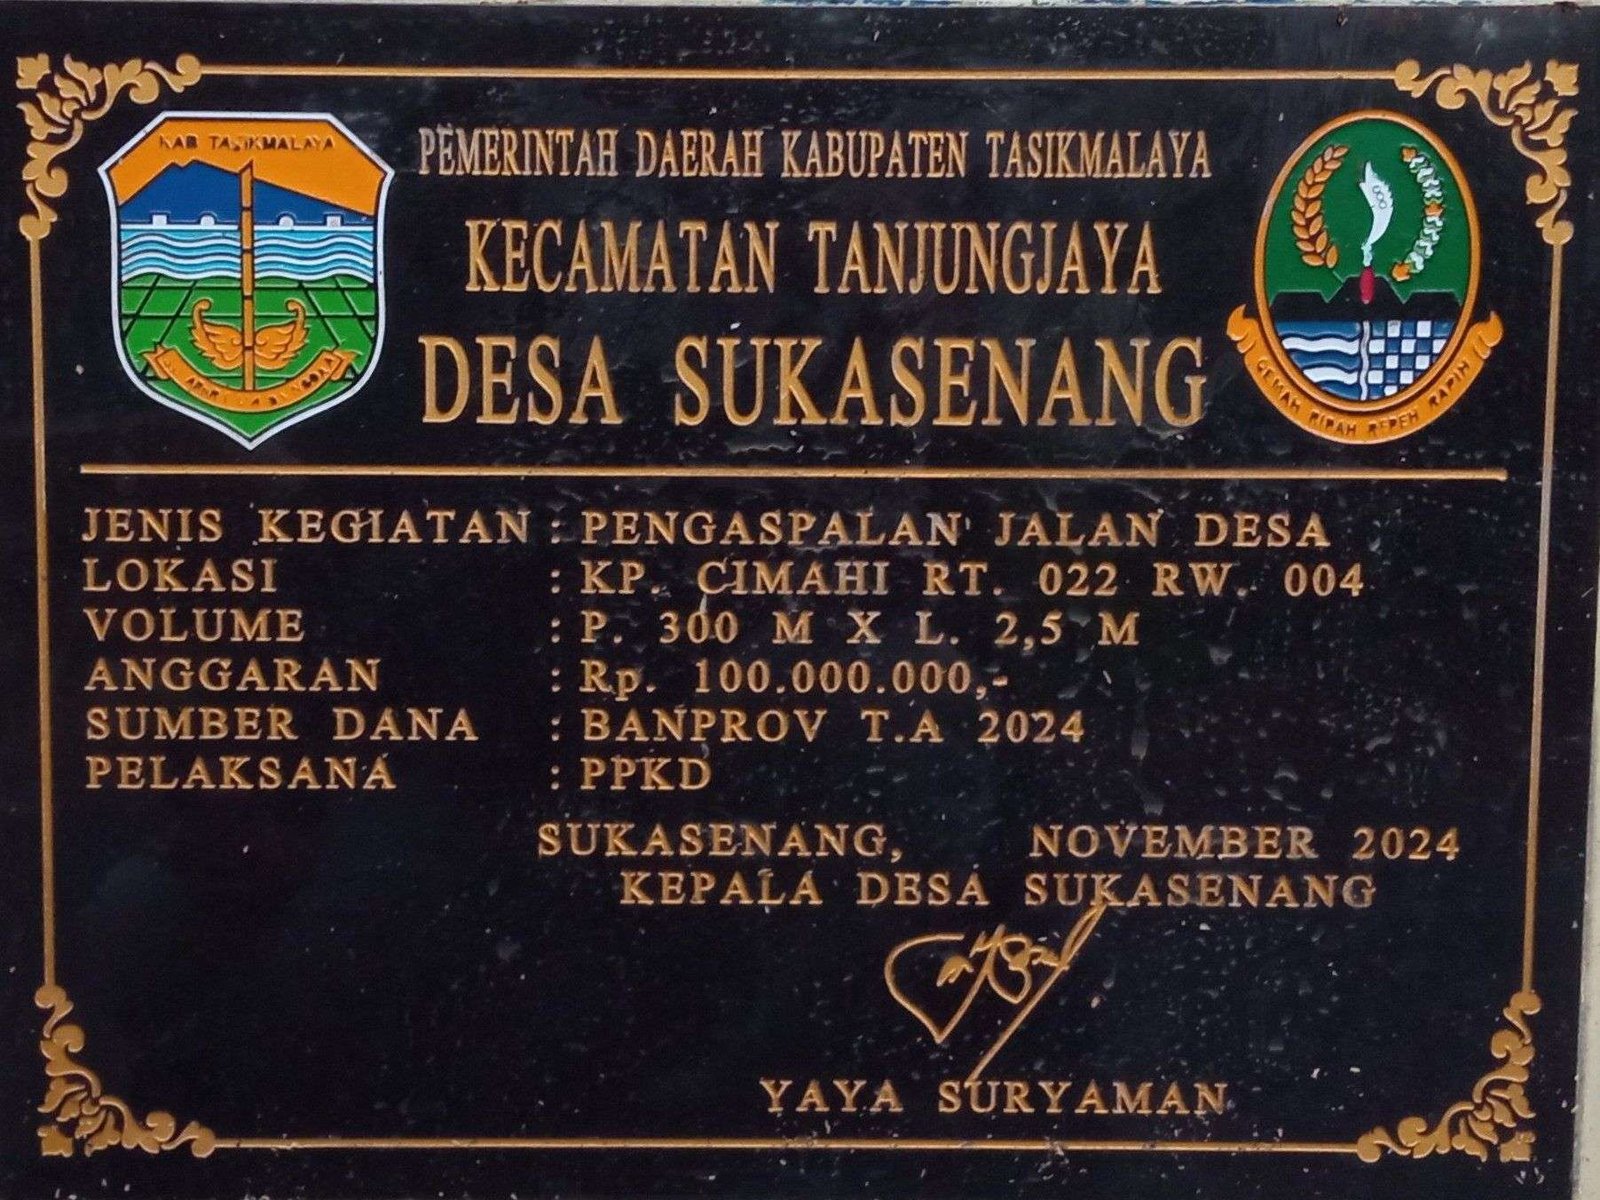 KAB TASIKMALAYA
PEMERINTAH DAERAH KABUPATEN TASIKMALAYA
KECAMATAN TANJUNGJAYA
DESA SUKASENANG
GEMAH RIPAH REPEH RAPIH
JENIS KEGIATAN : PENGASPALAN JALAN DESA
LOKASI : KP. CIMAHI RT. 022 RW. 004
VOLUME : P. 300 M X L. 2,5 M
ANGGARAN : Rp. 100.000.000,-
SUMBER DANA : BANPROV T.A 2024
PELAKSANA : PPKD
SUKASENANG, NOVEMBER 2024
KEPALA DESA SUKASENANG
YAYA SURYAMAN